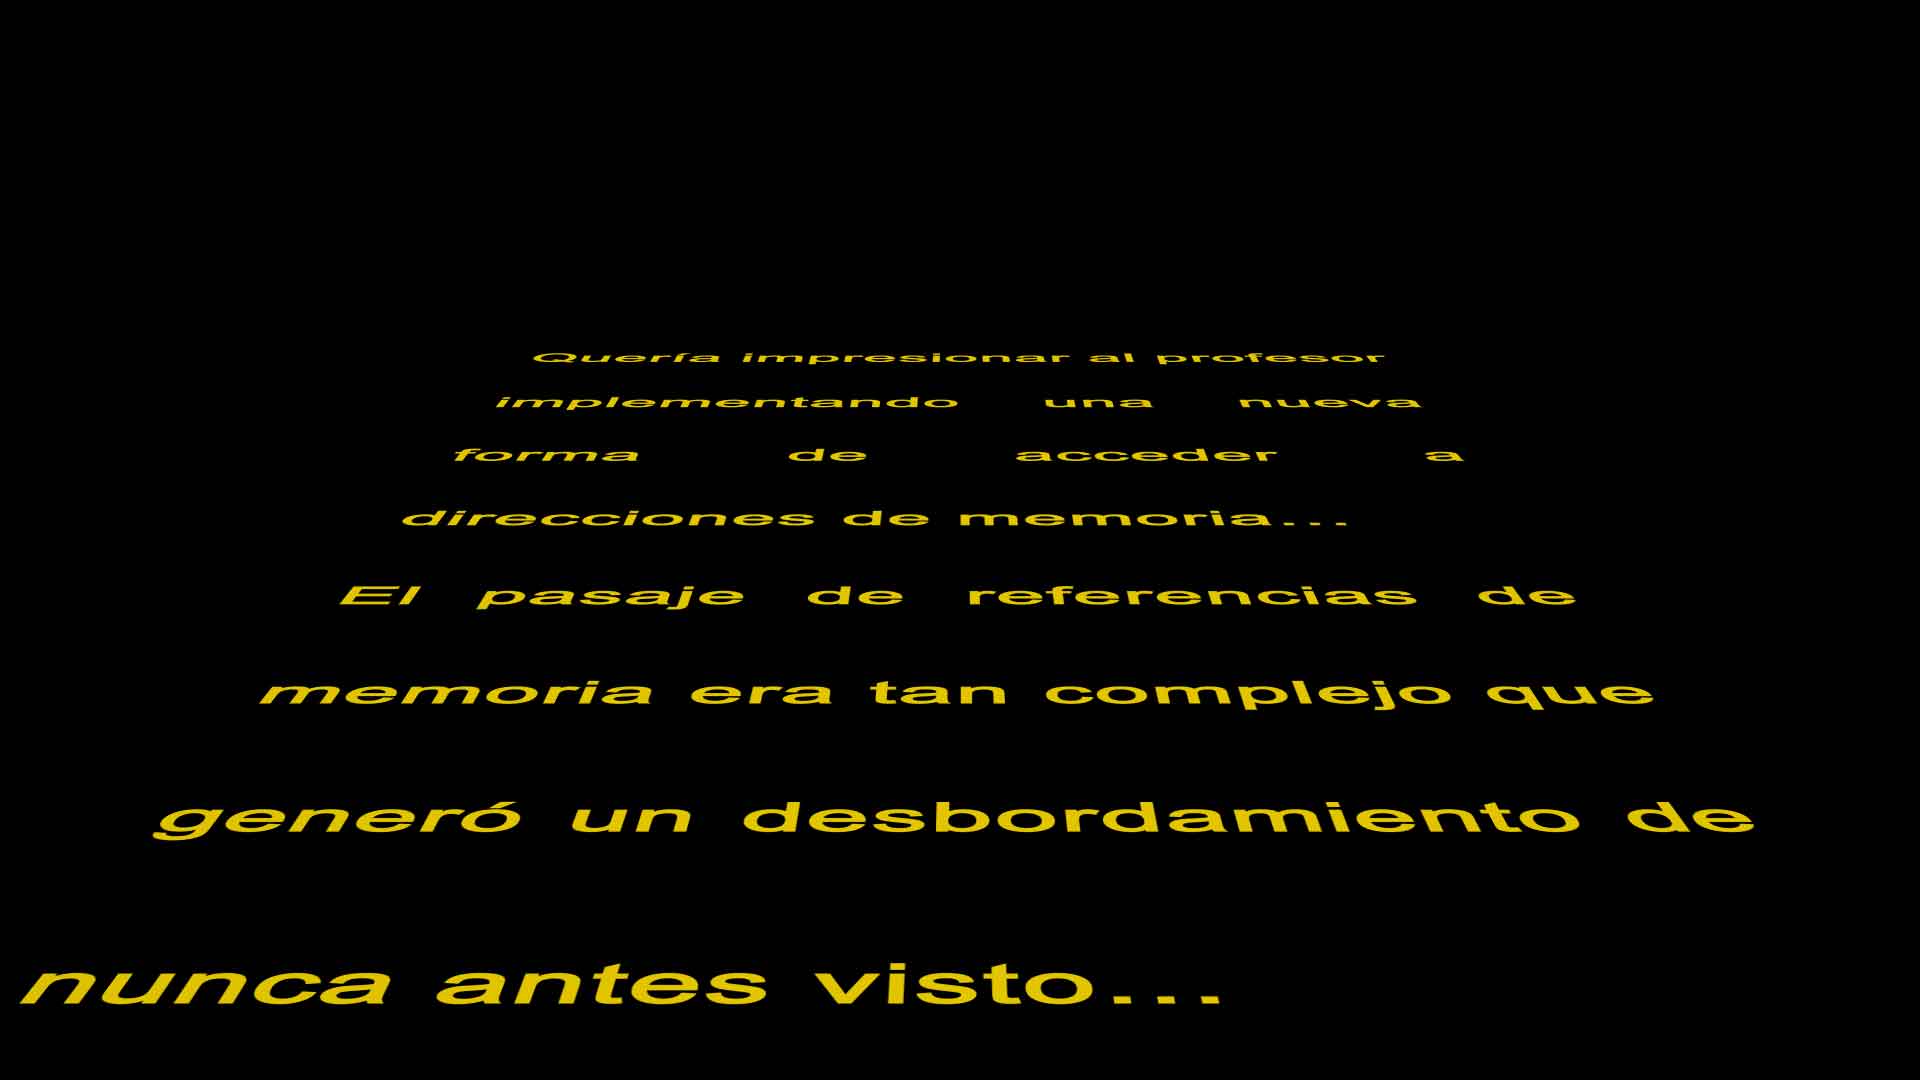 Quería impresionar al profesor
implementando una nueva
forma de acceder a
direcciones de memoria...
El pasaje de referencias de
memoria era tan complejo que
generó un desbordamiento de
nunca antes visto...